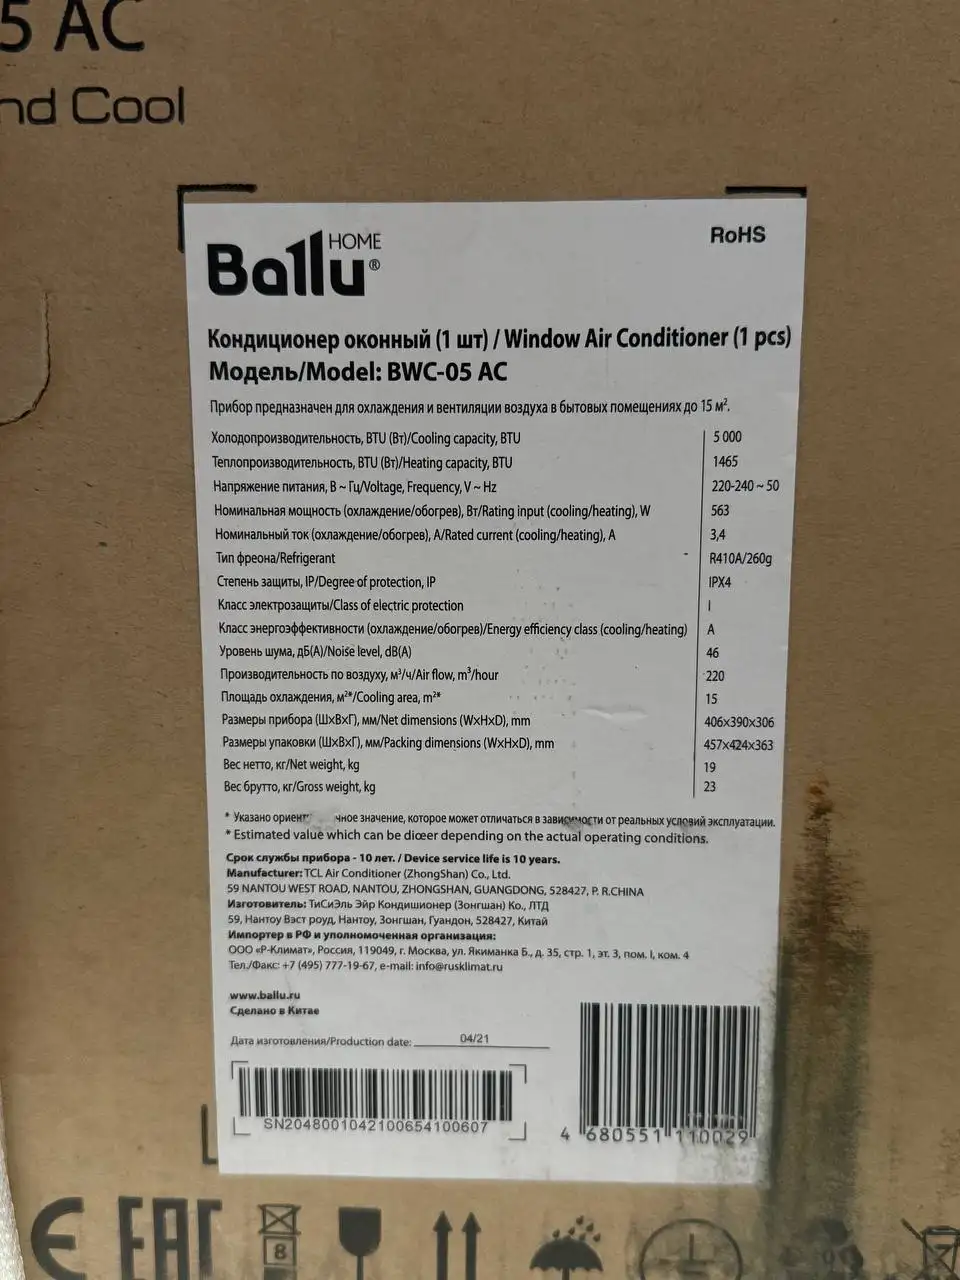 5 AC
nd Cool
Ballu® HOME
RoHS
Кондиционер оконный (1 шт) / Window Air Conditioner (1 pcs)
Модель/Model: BWC-05 AC
Прибор предназначен для охлаждения и вентиляции воздуха в бытовых помещениях до 15 м².
Холодопроизводительность, BTU (Вт)/Cooling capacity, BTU 5 000
Теплопроизводительность, BTU (Вт)/Heating capacity, BTU 1465
Напряжение питания, В ~ Гц/Voltage, Frequency, V ~ Hz 220-240 ~ 50
Номинальная мощность (охлаждение/обогрев), Вт/Rating input (cooling/heating), W 563
Номинальный ток (охлаждение/обогрев), А/Rated current (cooling/heating), A 3,4
Тип фреона/Refrigerant R410A/260g
Степень защиты, IP/Degree of protection, IP IPX4
Класс электрозащиты/Class of electric protection I
Класс энергоэффективности (охлаждение/обогрев)/Energy efficiency class (cooling/heating) A
Уровень шума, дБ(А)/Noise level, dB(A) 46
Производительность по воздуху, м³/ч/Air flow, m³/hour 220
Площадь охлаждения, м²*/Cooling area, m²* 15
Размеры прибора (ШxВxГ), мм/Net dimensions (WxHxD), mm 406x390x306
Размеры упаковки (ШxВxГ), мм/Packing dimensions (WxHxD), mm 457x424x363
Вес нетто, кг/Net weight, kg 19
Вес брутто, кг/Gross weight, kg 23
* Указано значение, которое может отличаться в зависимости от реальных условий эксплуатации.
* Estimated value which can be diœer depending on the actual operating conditions.
Срок службы прибора - 10 лет. / Device service life is 10 years.
Manufacturer: TCL Air Conditioner (ZhongShan) Co., Ltd.
59 NANTOU WEST ROAD, NANTOU, ZHONGSHAN, GUANGDONG, 528427, P. R.CHINA
Изготовитель: ТиСиЭль Эйр Кондишионер (Зонгшан) Ко., ЛТД
59, Нантоу Вэст роуд, Нантоу, Зонгшан, Гуандон, 528427, Китай
Импортер в РФ и уполномоченная организация:
ООО «Р-Климат», Россия, 119049, г. Москва, ул. Якиманка Б., д. 35, стр. 1, эт. 3, пом. I, ком. 4
Тел./Факс: +7 (495) 777-19-67, e-mail: info@rusklimat.ru
www.ballu.ru
Сделано в Китае
Дата изготовления/Production date: 04/21
SN2048001042100654100607
4 680551 110029
CE EAC 8